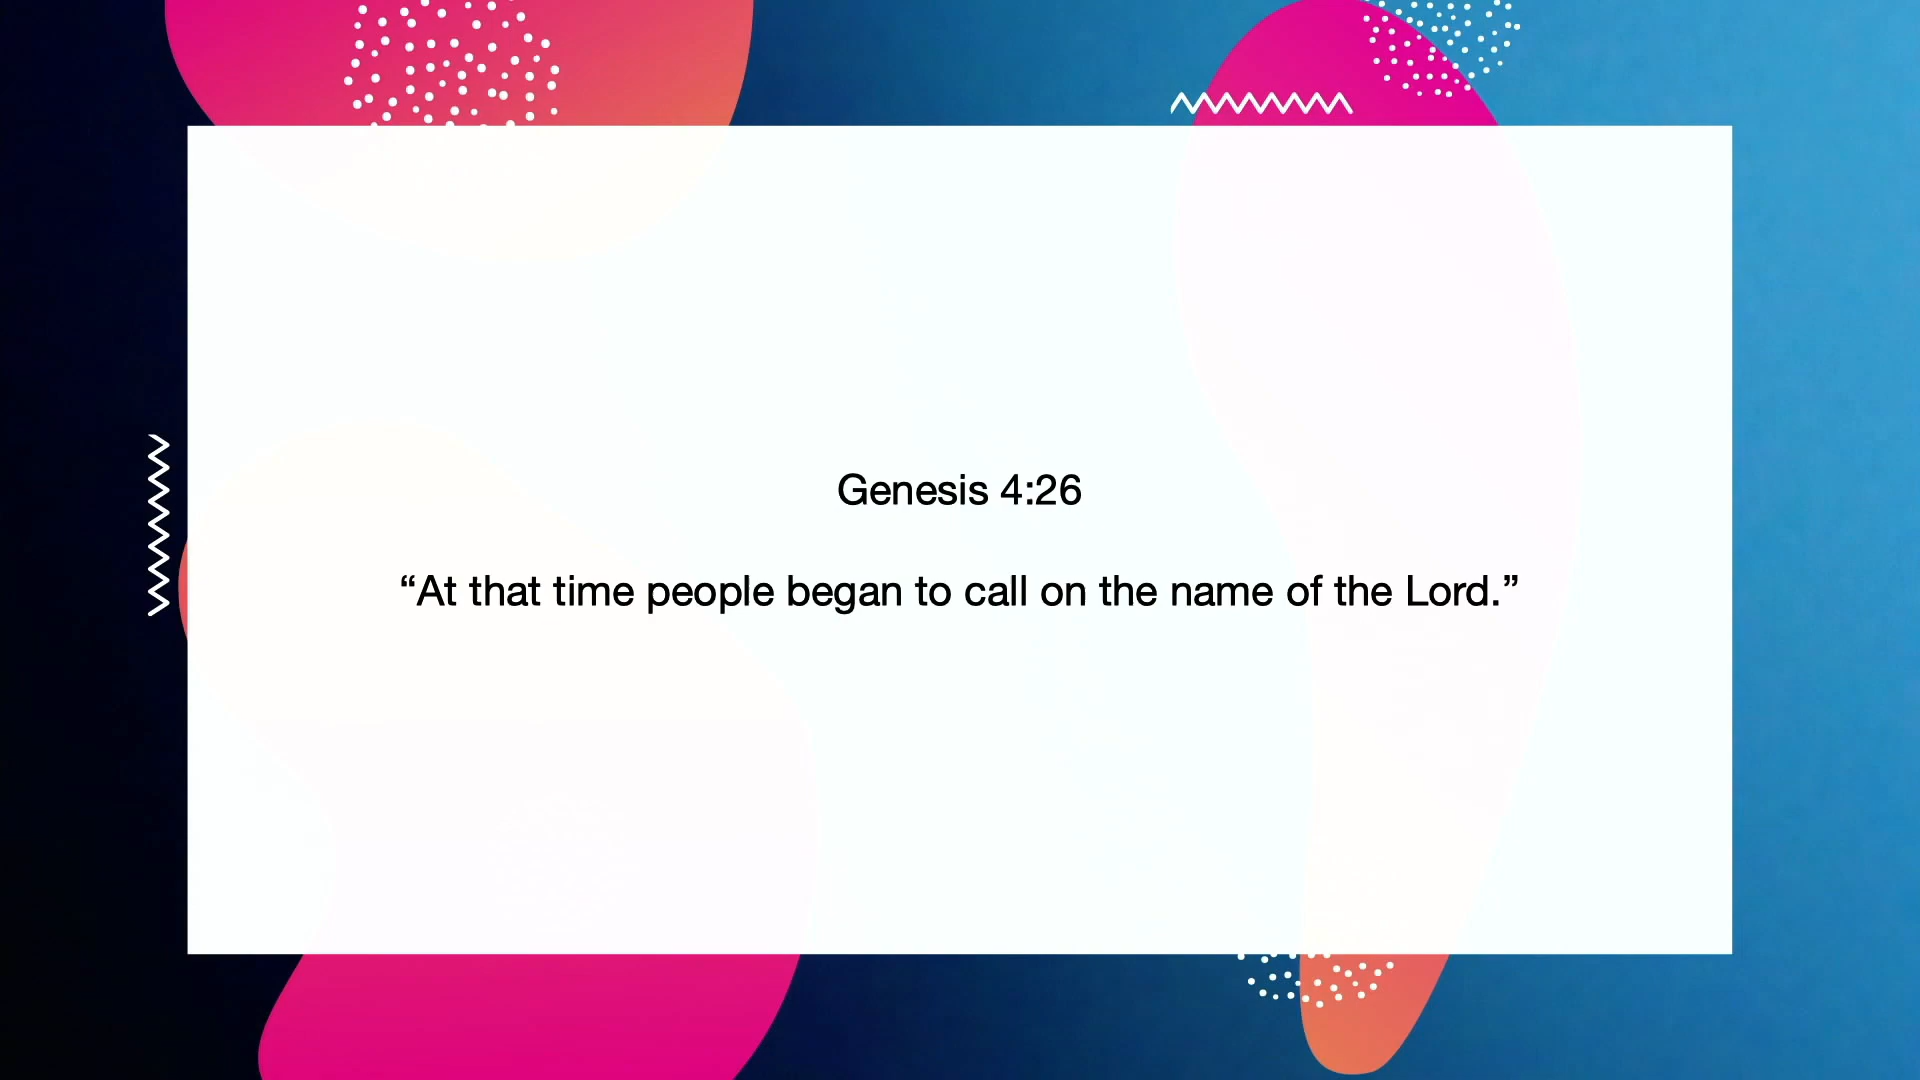 Genesis 4:26
“At that time people began to call on the name of the Lord.”